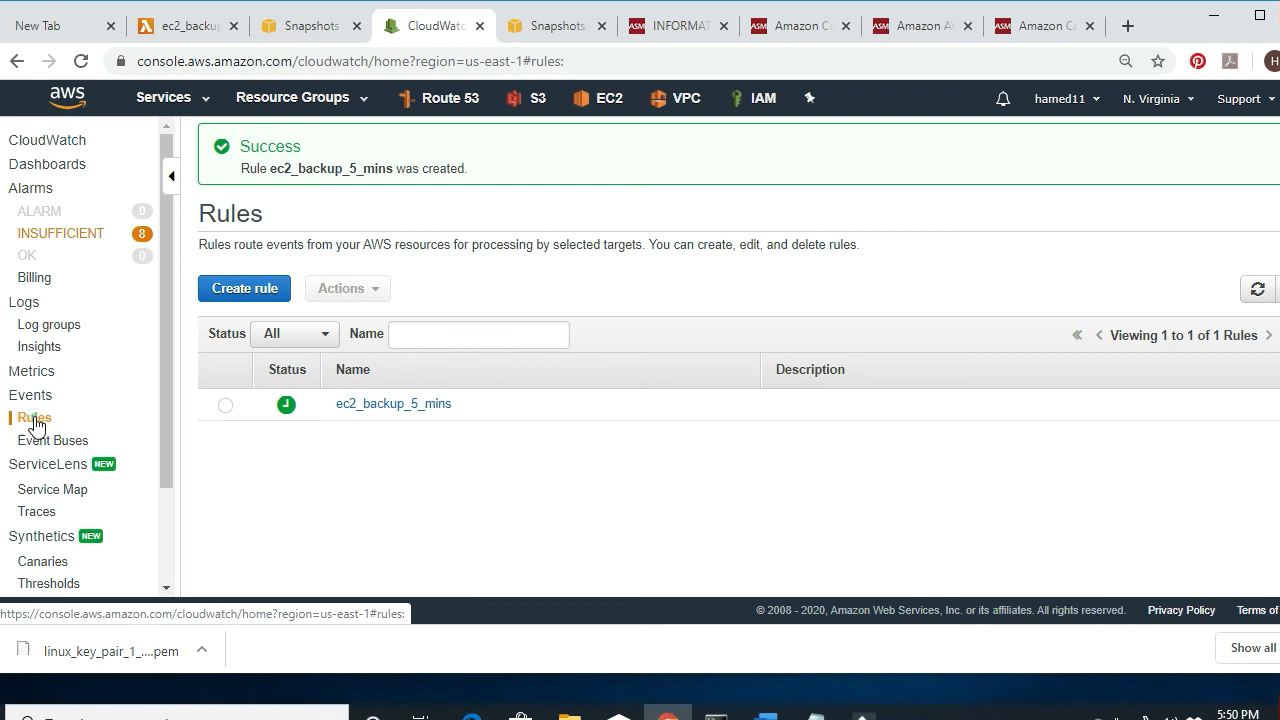 New Tab
ec2_backup
Snapshots
CloudWatc
Snapshots
ASM INFORMAT
ASM Amazon Ca
ASM Amazon AW
ASM Amazon Co
console.aws.amazon.com/cloudwatch/home?region=us-east-1#rules:
aws Services Resource Groups Route 53 S3 EC2 VPC IAM hamed11 N. Virginia Support
CloudWatch
Dashboards
Alarms
ALARM 0
INSUFFICIENT 8
OK 0
Billing
Logs
Log groups
Insights
Metrics
Events
Rules
Event Buses
ServiceLens NEW
Service Map
Traces
Synthetics NEW
Canaries
Thresholds
Success
Rule ec2_backup_5_mins was created.
Rules
Rules route events from your AWS resources for processing by selected targets. You can create, edit, and delete rules.
Create rule Actions
Status All Name Viewing 1 to 1 of 1 Rules
Status Name Description
ec2_backup_5_mins
https://console.aws.amazon.com/cloudwatch/home?region=us-east-1#rules:
© 2008 - 2020, Amazon Web Services, Inc. or its affiliates. All rights reserved. Privacy Policy Terms of
linux_key_pair_1_....pem
Show all
5:50 PM